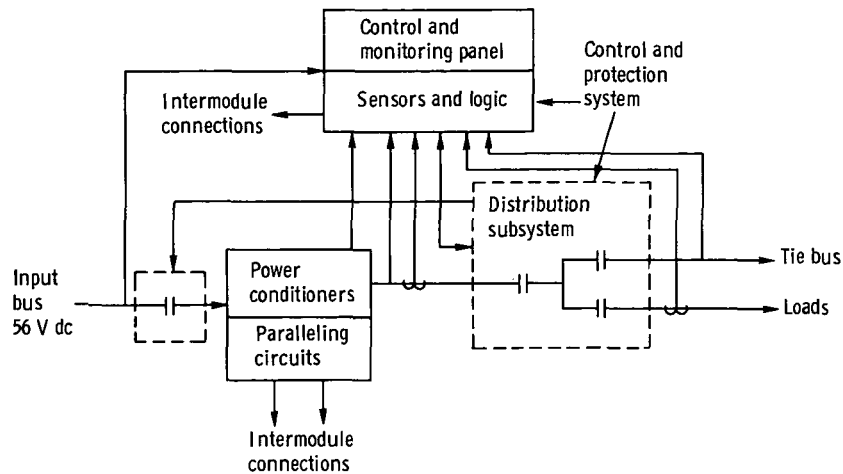 Control and
monitoring panel
Sensors and logic
Control and
protection
system
Intermodule
connections
Distribution
subsystem
Input
bus
56 V dc
Power
conditioners
Paralleling
circuits
Tie bus
Loads
Intermodule
connections